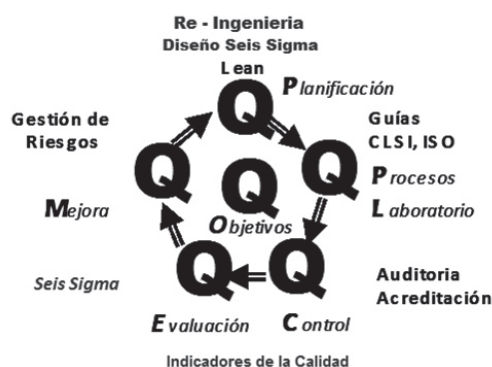 Re - Ingenieria
Diseño Seis Sigma
Lean
Q
Planificación
Gestión de
Riesgos
Guías
CLSI, ISO
Q
Q
Procesos
Q
Mejora
Objetivos
Laboratorio
Q
Q
Seis Sigma
Auditoria
Acreditación
Evaluación
Control
Indicadores de la Calidad